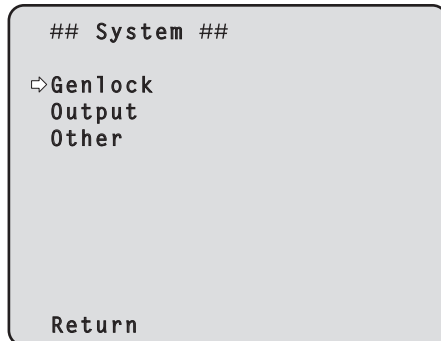 ## System ##
⇨Genlock
Output
Other
Return